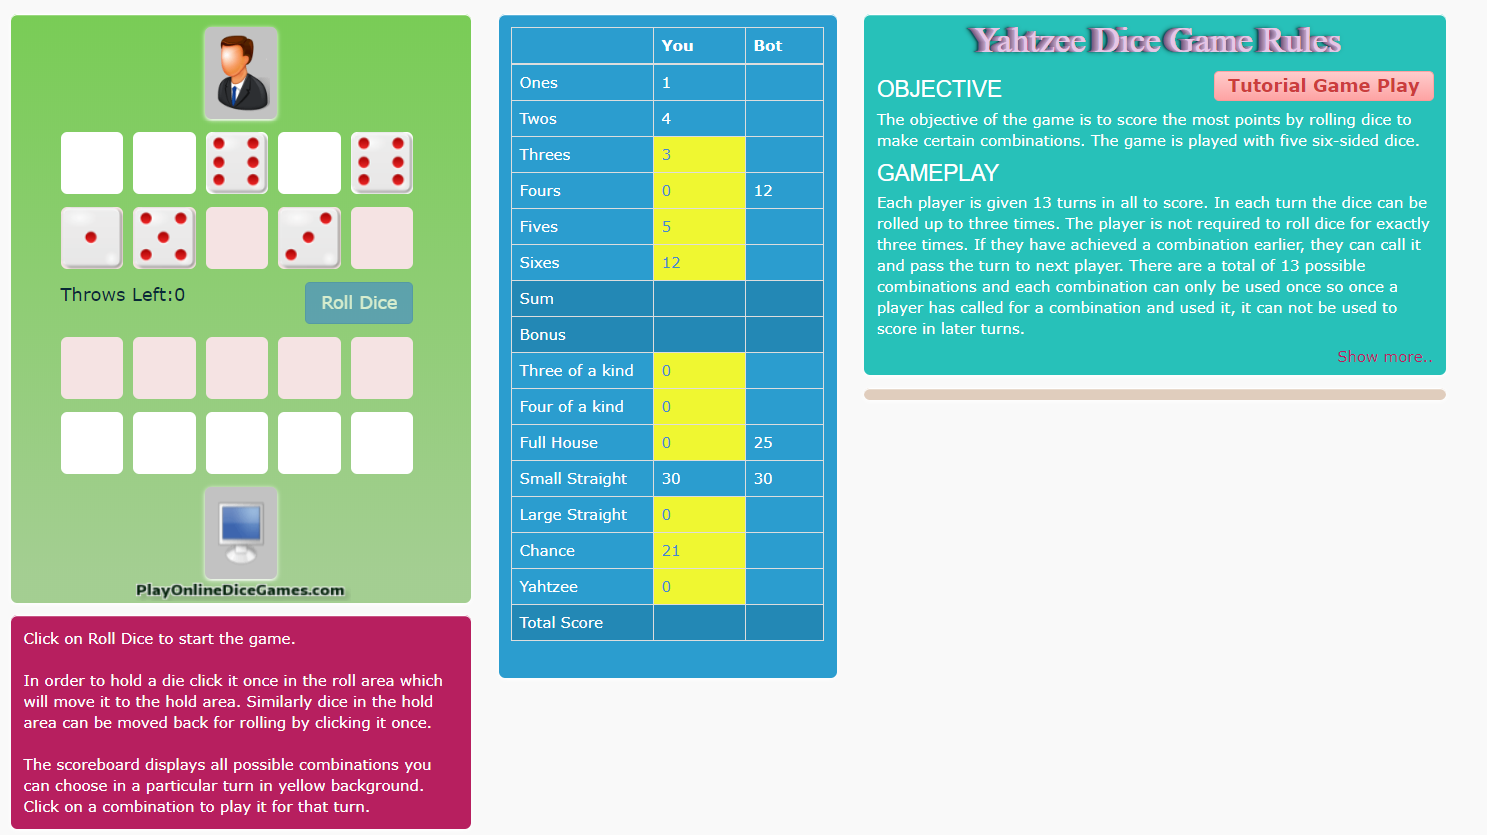 Throws Left:0
Roll Dice
PlayOnlineDiceGames.com
Click on Roll Dice to start the game.
In order to hold a die click it once in the roll area which
will move it to the hold area. Similarly dice in the hold
area can be moved back for rolling by clicking it once.
The scoreboard displays all possible combinations you
can choose in a particular turn in yellow background.
Click on a combination to play it for that turn.
You Bot
Ones 1
Twos 4
Threes 3
Fours 0 12
Fives 5
Sixes 12
Sum
Bonus
Three of a kind 0
Four of a kind 0
Full House 0 25
Small Straight 30 30
Large Straight 0
Chance 21
Yahtzee 0
Total Score
Yahtzee Dice Game Rules
Tutorial Game Play
OBJECTIVE
The objective of the game is to score the most points by rolling dice to
make certain combinations. The game is played with five six-sided dice.
GAMEPLAY
Each player is given 13 turns in all to score. In each turn the dice can be
rolled up to three times. The player is not required to roll dice for exactly
three times. If they have achieved a combination earlier, they can call it
and pass the turn to next player. There are a total of 13 possible
combinations and each combination can only be used once so once a
player has called for a combination and used it, it can not be used to
score in later turns.
Show more..